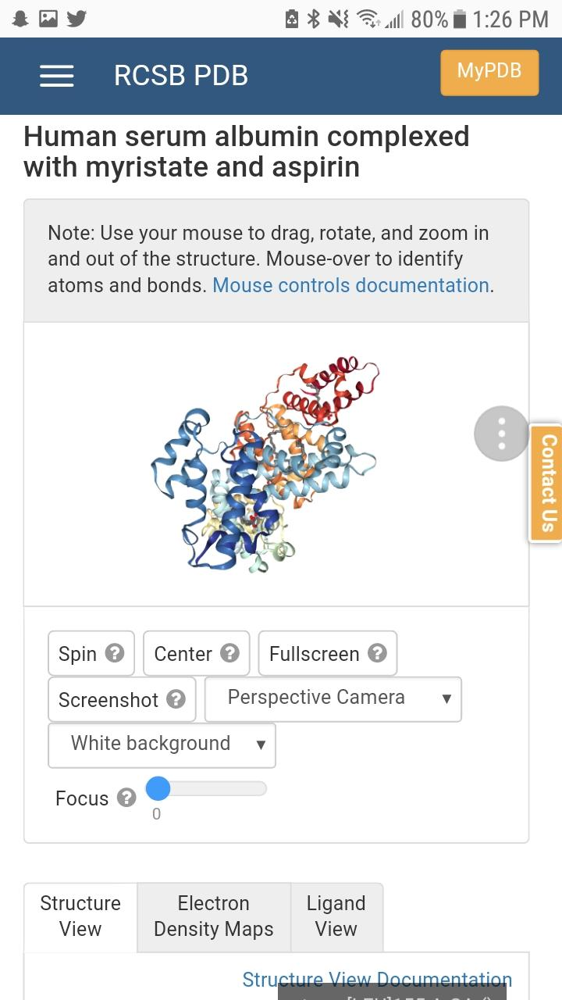 80% 1:26 PM
RCSB PDB
MyPDB
Human serum albumin complexed
with myristate and aspirin
Note: Use your mouse to drag, rotate, and zoom in
and out of the structure. Mouse-over to identify
atoms and bonds. Mouse controls documentation.
Contact Us
Spin ?
Center ?
Fullscreen ?
Screenshot ?
Perspective Camera
White background
Focus ?
0
Structure
View
Electron
Density Maps
Ligand
View
Structure View Documentation